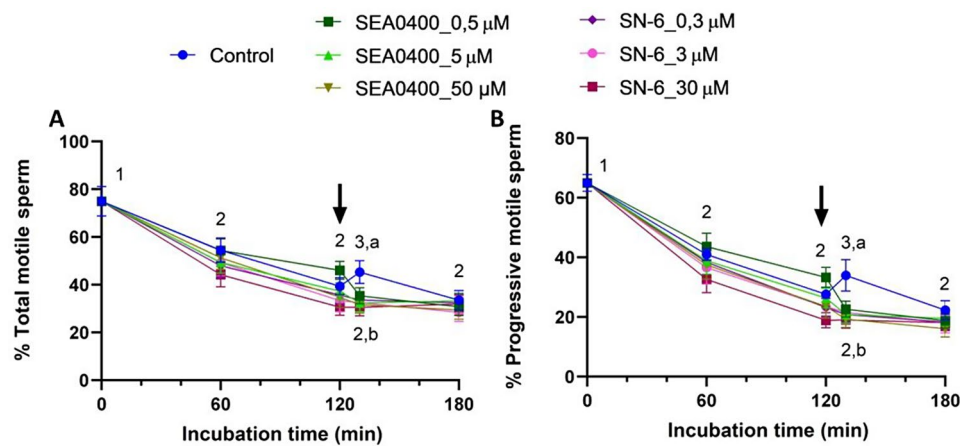 Control
SEA0400_0,5 μM
SEA0400_5 μM
SEA0400_50 μM
SN-6_0,3 μM
SN-6_3 μM
SN-6_30 μM
A
% Total motile sperm
100
80
60
40
20
0
1
2
2
3,a
2,b
2
0
60
120
180
Incubation time (min)
B
% Progressive motile sperm
80
60
40
20
0
1
2
2
3,a
2,b
2
0
60
120
180
Incubation time (min)